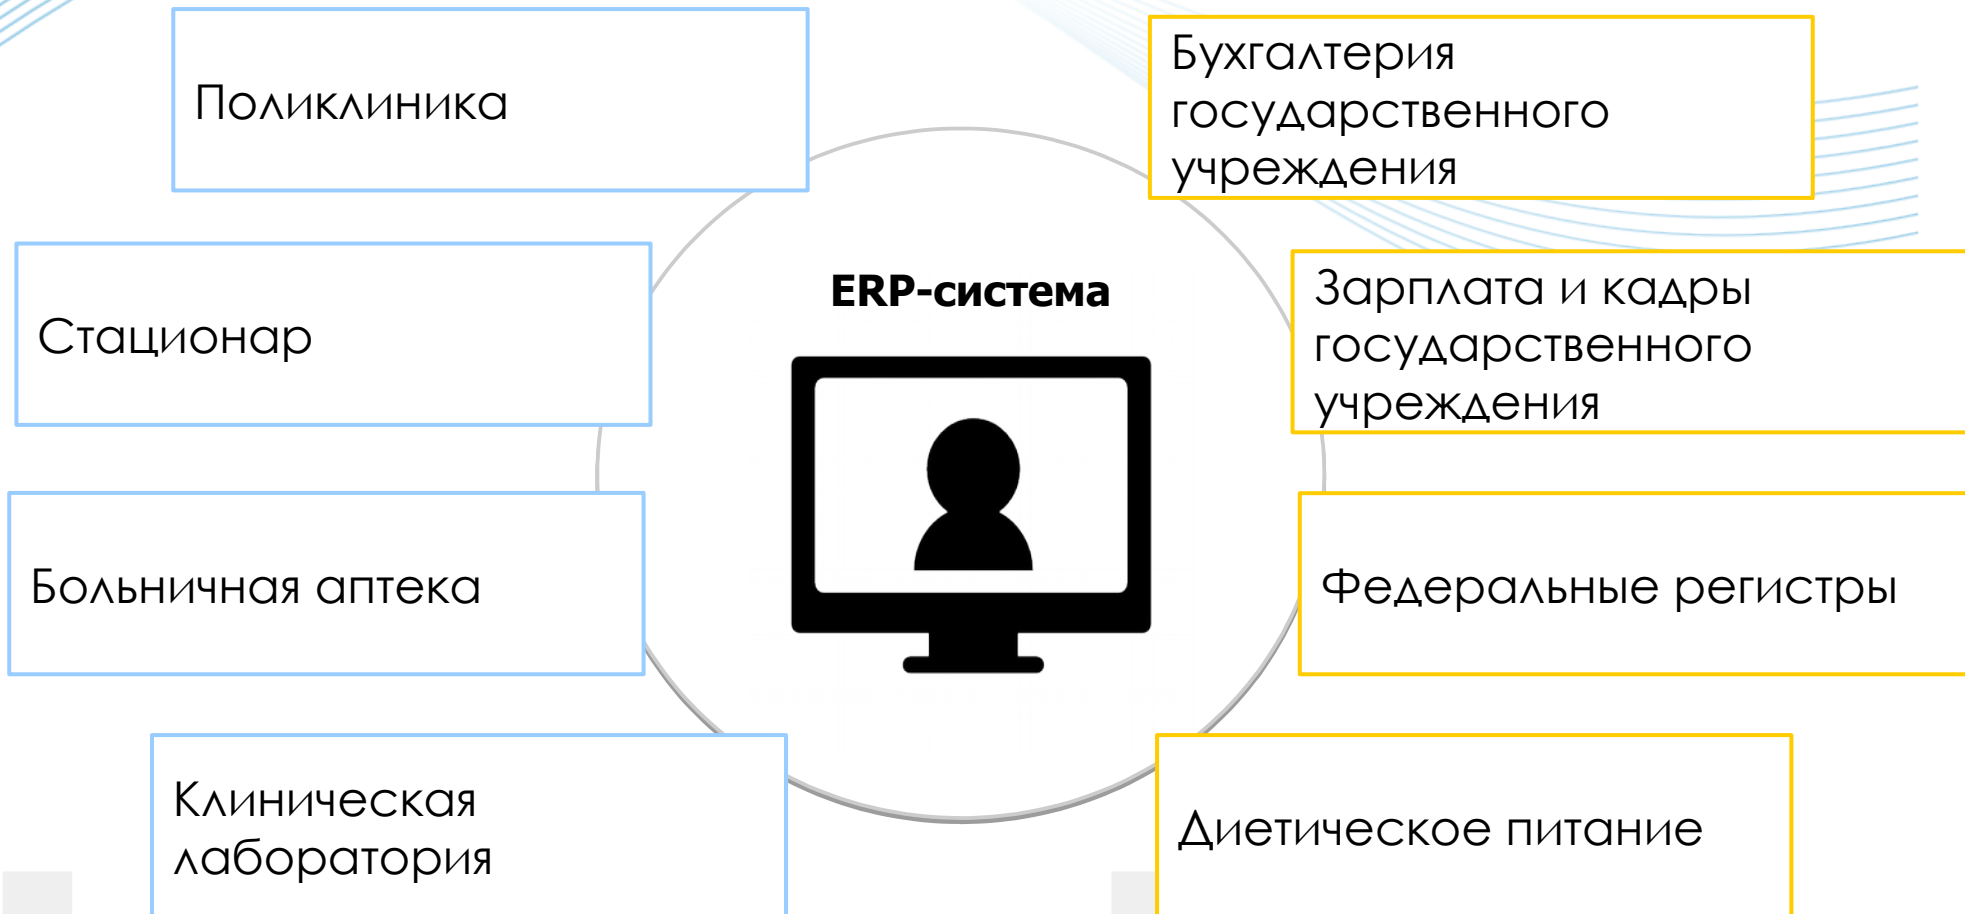 Поликлиника
Стационар
Больничная аптека
Клиническая
лаборатория
ERP-система
Бухгалтерия
государственного
учреждения
Зарплата и кадры
государственного
учреждения
Федеральные регистры
Диетическое питание